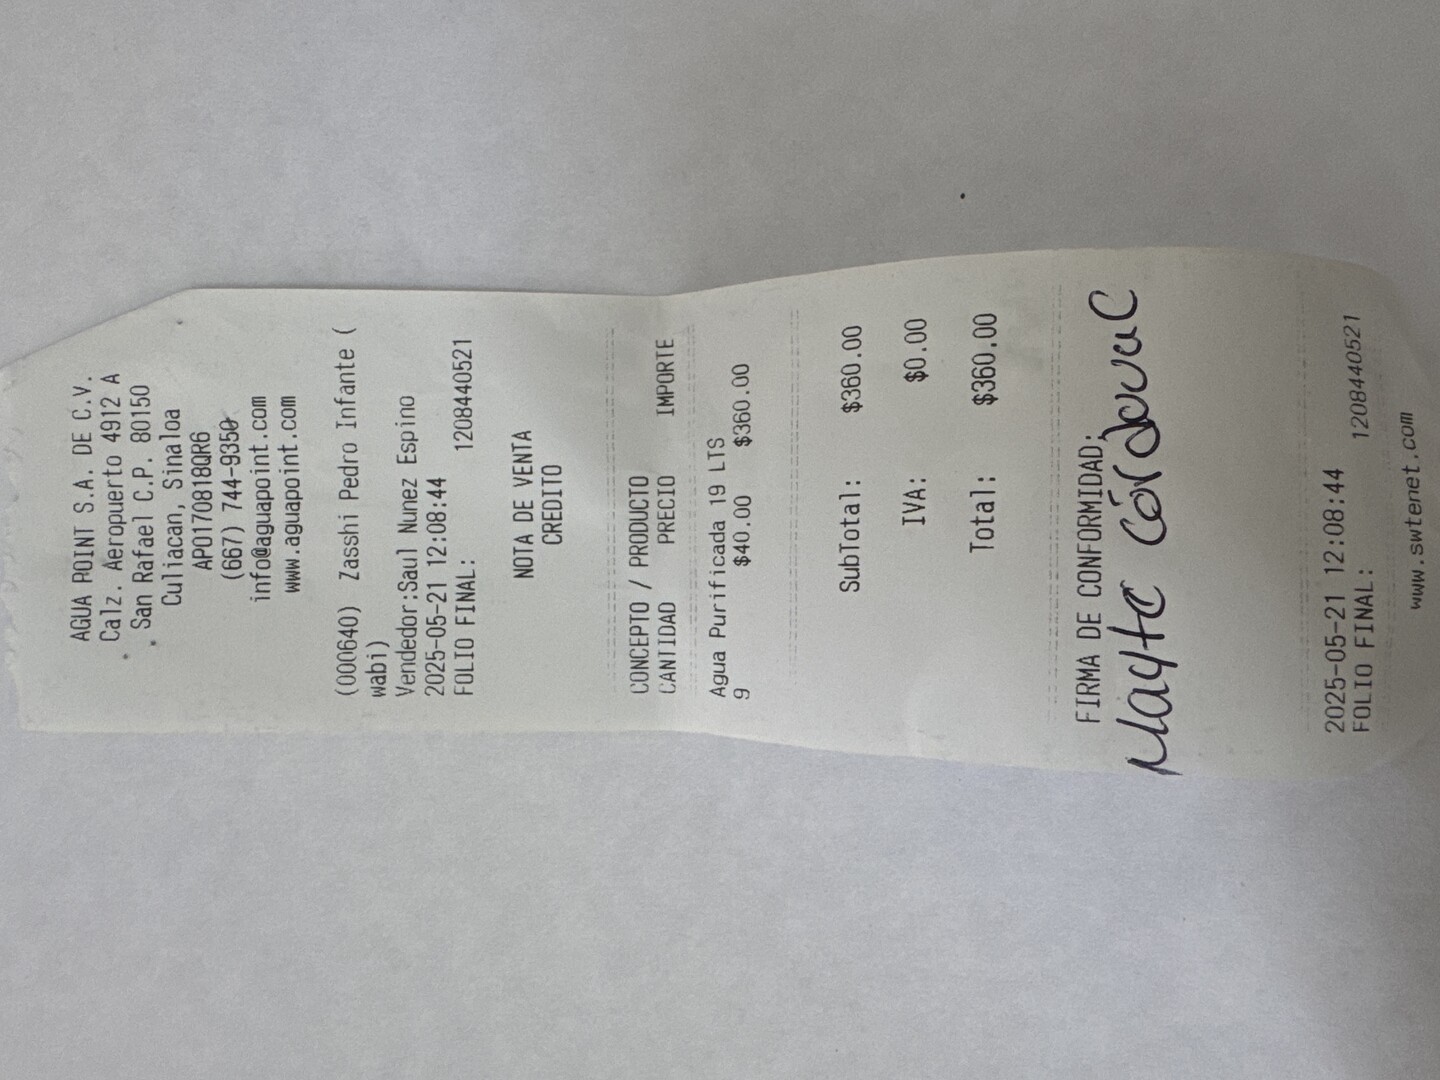 AGUA POINT S.A. DE C.V.
Calz. Aeropuerto 4912 A
San Rafael C.P. 80150
Culiacan, Sinaloa
APO170818QR6
(667) 744-9350
info@aguapoint.com
www.aguapoint.com
(000640) Zasshi Pedro Infante (
wabi)
Vendedor:Saul Nunez Espino
2025-05-21 12:08:44
FOLIO FINAL: 1208440521
NOTA DE VENTA
CREDITO
CONCEPTO / PRODUCTO
CANTIDAD PRECIO IMPORTE
Agua Purificada 19 LTS
9 $40.00 $360.00
SubTotal: $360.00
IVA: $0.00
Total: $360.00
FIRMA DE CONFORMIDAD:
Mayte Córdova C
2025-05-21 12:08:44
FOLIO FINAL: 1208440521
www.swtenet.com